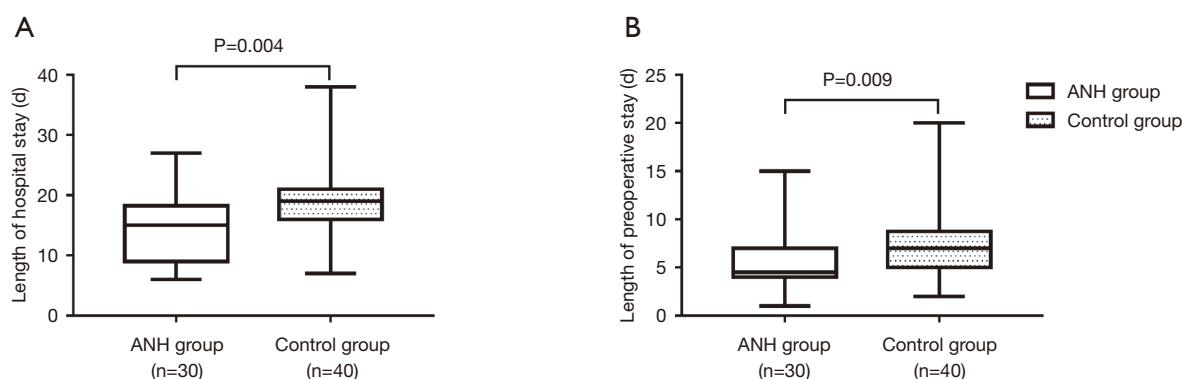 A
P=0.004
Length of hospital stay (d)
40
30
20
10
0
ANH group
(n=30)
Control group
(n=40)
B
P=0.009
Length of preoperative stay (d)
25
20
15
10
5
0
ANH group
(n=30)
Control group
(n=40)
ANH group
Control group